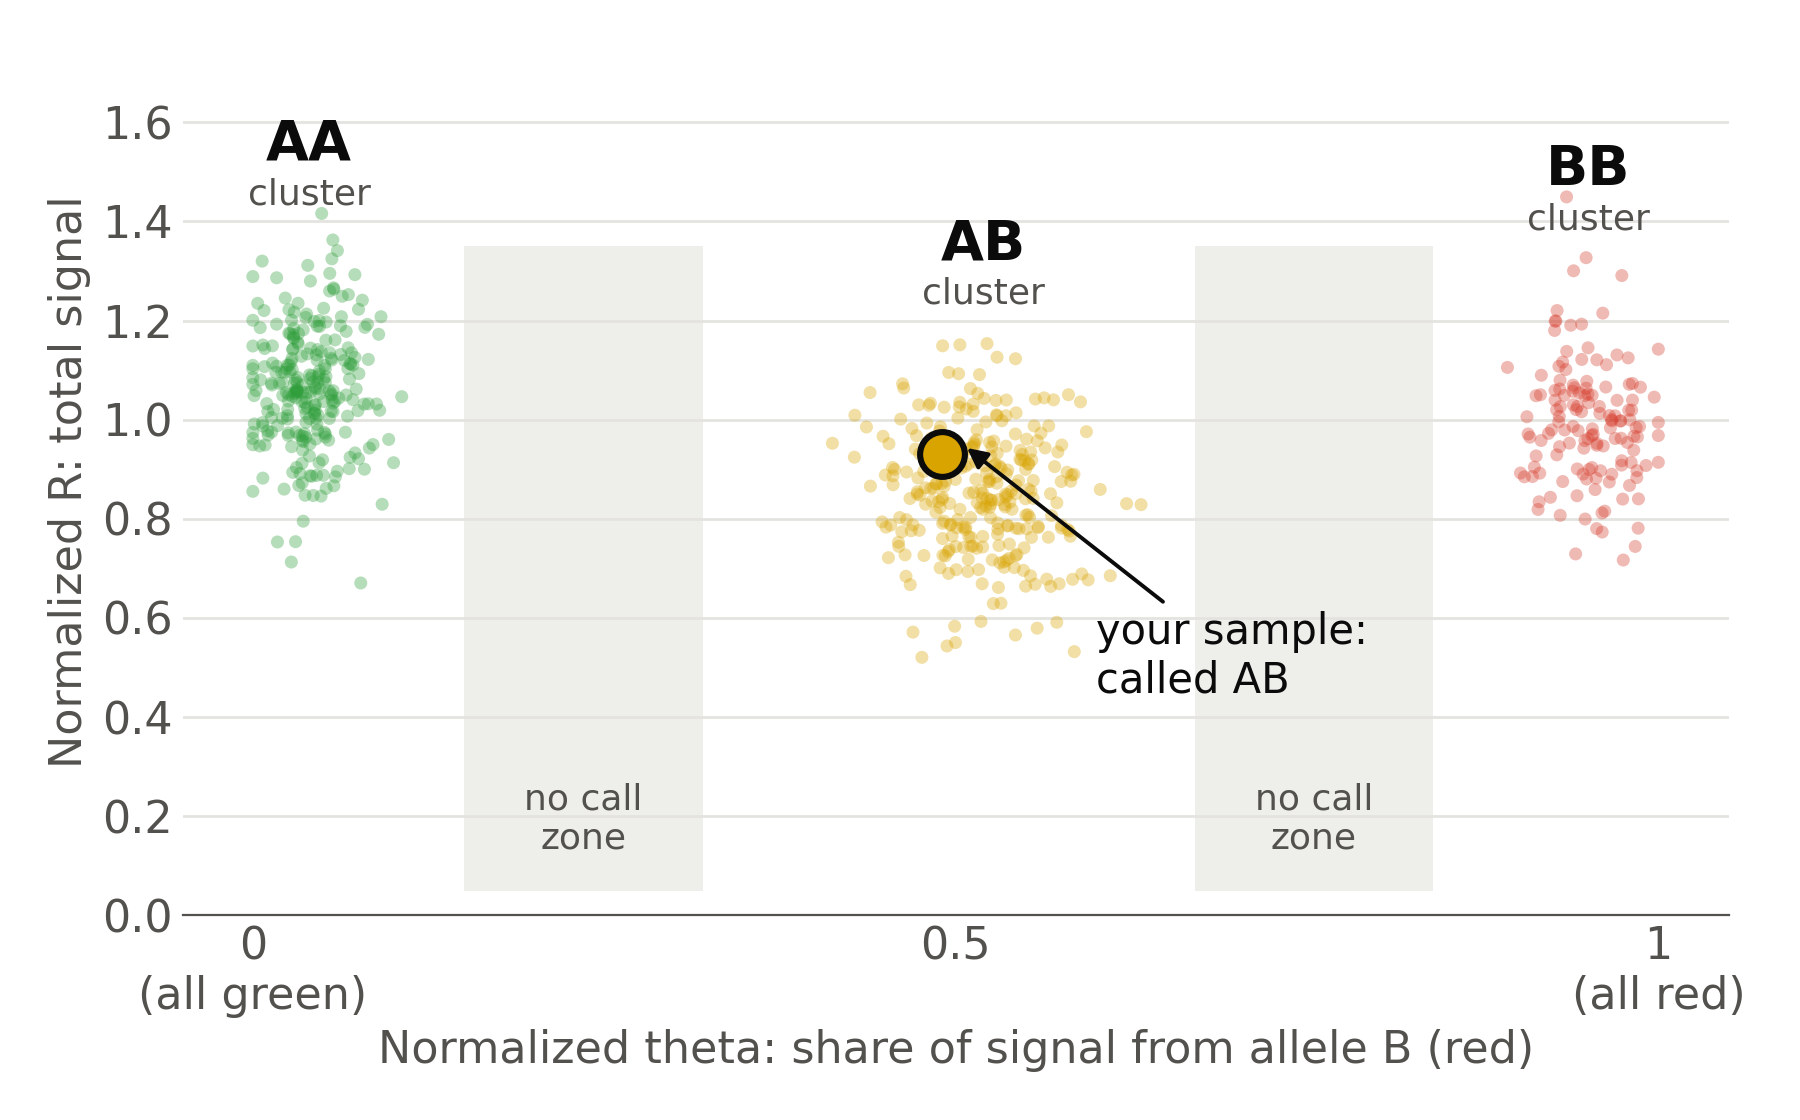 AA
cluster
AB
cluster
BB
cluster
Normalized R: total signal
1.6
1.4
1.2
1.0
0.8
0.6
0.4
0.2
0.0
your sample:
called AB
no call
zone
no call
zone
0
(all green)
0.5
1
(all red)
Normalized theta: share of signal from allele B (red)